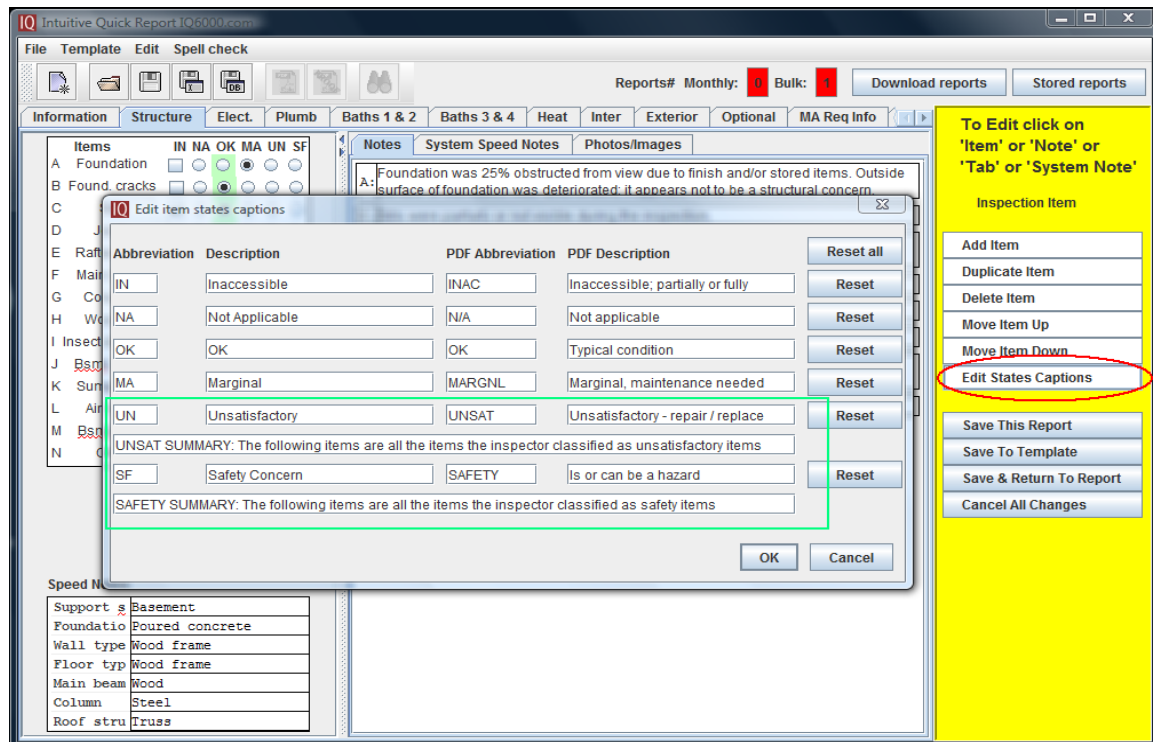 IQ Intuitive Quick Report IQ6000.com
File Template Edit Spell check
DB
Reports# Monthly: 0 Bulk: 1 Download reports Stored reports
Information Structure Elect. Plumb Baths 1 & 2 Baths 3 & 4 Heat Inter Exterior Optional MA Req Info
To Edit click on
'Item' or 'Note' or
'Tab' or 'System Note'
Inspection Item
Add Item
Duplicate Item
Delete Item
Move Item Up
Move Item Down
Edit States Captions
Save This Report
Save To Template
Save & Return To Report
Cancel All Changes
Items IN NA OK MA UN SF
A Foundation
B Found. cracks
C S
D J
E Raft
F Mair
G Co
H Wo
I Insect
J Bsm
K Sum
L Air
M Bsn
N
Notes System Speed Notes Photos/Images
A: Foundation was 25% obstructed from view due to finish and/or stored items. Outside
surface of foundation was deteriorated; it appears not to be a structural concern.
IQ Edit item states captions
Abbreviation Description PDF Abbreviation PDF Description Reset all
IN Inaccessible INAC Inaccessible; partially or fully Reset
NA Not Applicable N/A Not applicable Reset
OK OK OK Typical condition Reset
MA Marginal MARGNL Marginal, maintenance needed Reset
UN Unsatisfactory UNSAT Unsatisfactory - repair / replace Reset
UNSAT SUMMARY: The following items are all the items the inspector classified as unsatisfactory items
SF Safety Concern SAFETY Is or can be a hazard Reset
SAFETY SUMMARY: The following items are all the items the inspector classified as safety items
OK Cancel
Speed N
Support s Basement
Foundatio Poured concrete
Wall type Wood frame
Floor typ Wood frame
Main beam Wood
Column Steel
Roof stru Truss